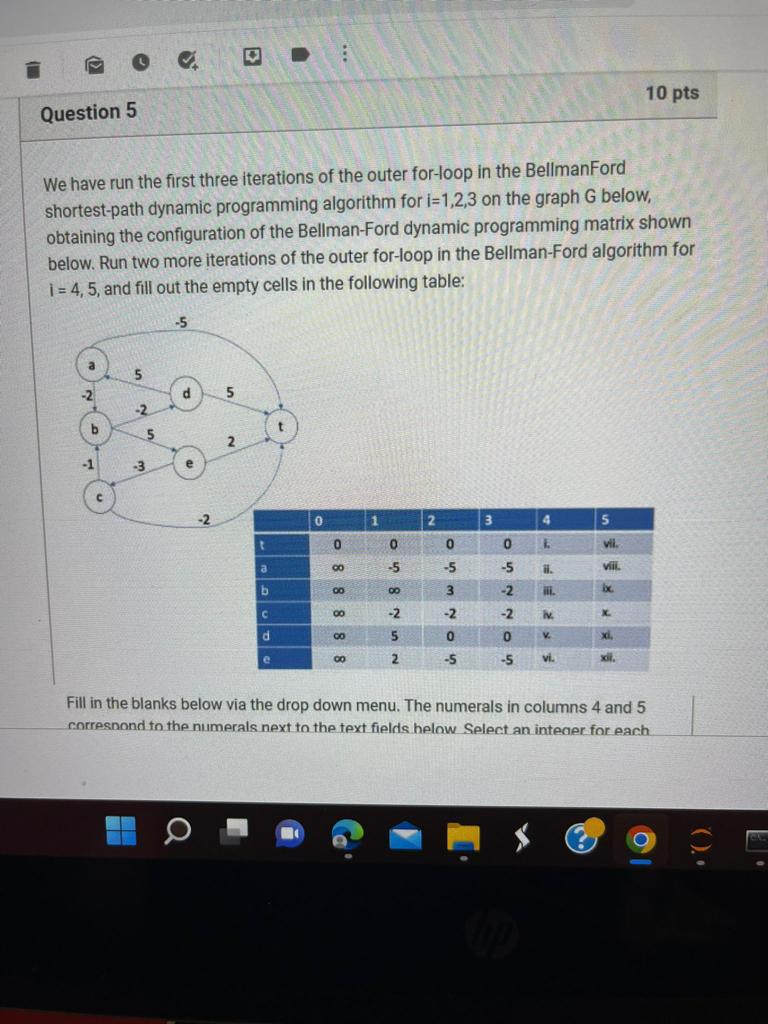 Question 5
10 pts
We have run the first three iterations of the outer for-loop in the BellmanFord
shortest-path dynamic programming algorithm for i=1,2,3 on the graph G below,
obtaining the configuration of the Bellman-Ford dynamic programming matrix shown
below. Run two more iterations of the outer for-loop in the Bellman-Ford algorithm for
i = 4, 5, and fill out the empty cells in the following table:
-5
a
5
-2
d
5
-2
b
5
t
2
-1
-3
e
c
-2
0 1 2 3 4 5
t 0 0 0 0 i. vii.
a ∞ -5 -5 -5 ii. viii.
b ∞ ∞ 3 -2 iii. ix.
c ∞ -2 -2 -2 iv. x.
d ∞ 5 0 0 v. xi.
e ∞ 2 -5 -5 vi. xii.
Fill in the blanks below via the drop down menu. The numerals in columns 4 and 5
correspond to the numerals next to the text fields below. Select an integer for each
hp